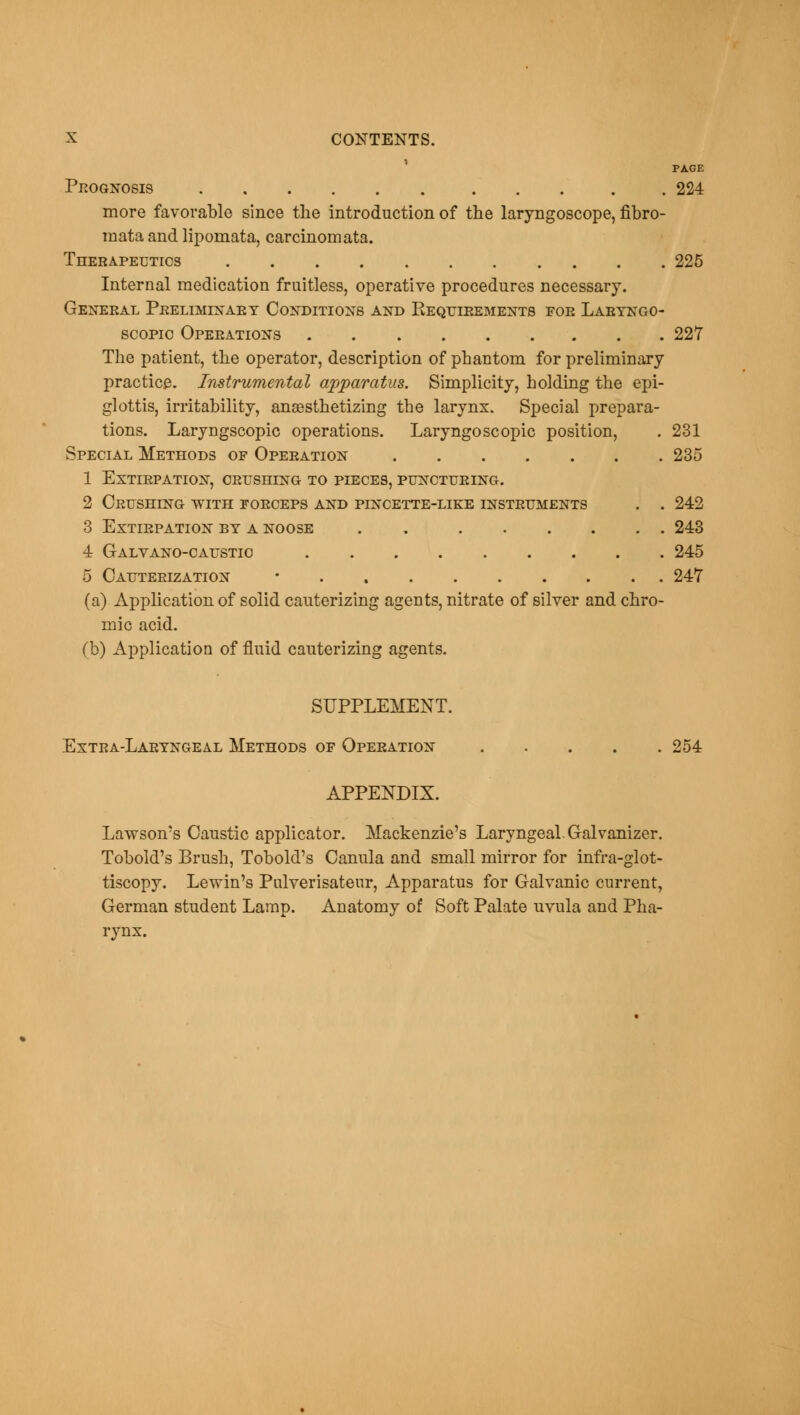 X CONTENTS.
PAGE
Prognosis . . . . . . . . . . . 224
more favorable since the introduction of the laryngoscope, fibro-
mata and lipomata, carcinomata.
Therapeutics . . . . . . . . . . . 225
Internal medication fruitless, operative procedures necessary.
General Preliminary Conditions and Requirements for Laryngo-
scopic Operations . . . . . . . . . 227
The patient, the operator, description of phantom for preliminary
practice. Instrumental apparatus. Simplicity, holding the epi-
glottis, irritability, anæsthetizing the larynx. Special prepara-
tions. Laryngscopic operations. Laryngoscopic position, . 231
Special Methods of Operation . . . . . . . 235
1 Extirpation, crushing to pieces, puncturing.
2 Crushing with forceps and pincette-like instruments . . 242
3 Extirpation by a noose . . . . . . . . 243
4 Galvano-caustic . . . . . . . . . 245
5 Cauterization . . . . . . . . . . 247
(a) Application of solid cauterizing agents, nitrate of silver and chro-
mic acid.
(b) Application of fluid cauterizing agents.
SUPPLEMENT.
Extra-Laryngeal Methods of Operation . . . . . 254
APPENDIX.
Lawson's Caustic applicator. Mackenzie's Laryngeal Galvanizer.
Tobold's Brush, Tobold's Canula and small mirror for infra-glot-
tiscopy. Lewin's Pulverisateur, Apparatus for Galvanic current,
German student Lamp. Anatomy of Soft Palate uvula and Pha-
rynx.